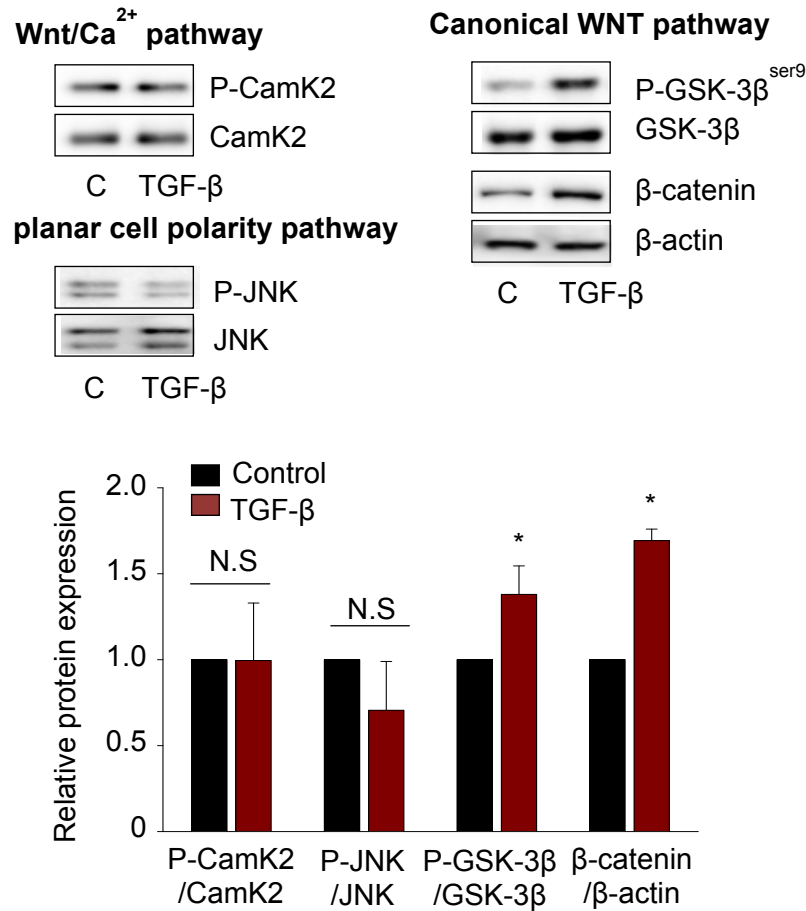 Wnt/Ca²⁺ pathway
P-CamK2
CamK2
C TGF-β
planar cell polarity pathway
P-JNK
JNK
C TGF-β
Canonical WNT pathway
P-GSK-3β ser9
GSK-3β
β-catenin
β-actin
C TGF-β
Relative protein expression
Control
TGF-β
2.0
1.5
1.0
0.5
0
N.S
N.S
*
*
P-CamK2
/CamK2
P-JNK
/JNK
P-GSK-3β
/GSK-3β
β-catenin
/β-actin